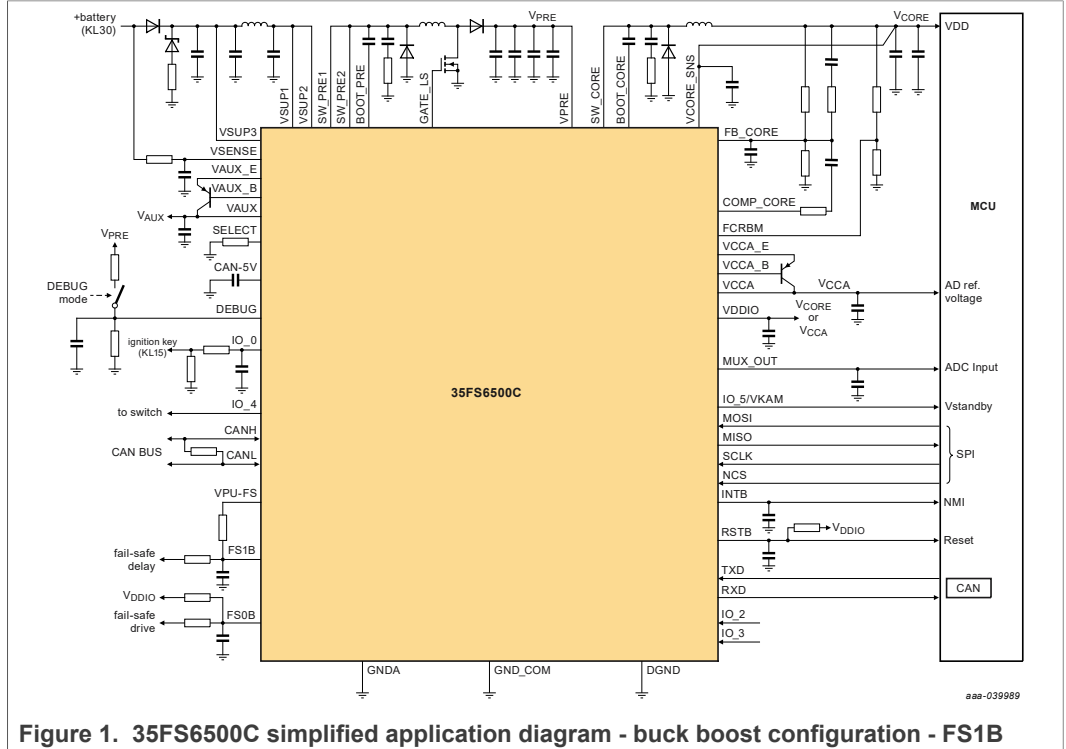 +battery
(KL30)
VPRE
VCORE
VDD
VSUP1
VSUP2
SW_PRE1
SW_PRE2
BOOT_PRE
GATE_LS
VPRE
SW_CORE
BOOT_CORE
VCORE_SNS
VSUP3
VSENSE
VAUX_E
VAUX_B
VAUX
VAUX
SELECT
VPRE
CAN-5V
DEBUG
mode
DEBUG
ignition key
(KL15)
IO_0
to switch
IO_4
CANH
CAN BUS
CANL
VPU-FS
fail-safe
delay
FS1B
VDDIO
fail-safe
drive
FS0B
35FS6500C
GNDA
GND_COM
DGND
FB_CORE
COMP_CORE
FCRBM
VCCA_E
VCCA_B
VCCA
VCCA
VDDIO
VCORE
or
VCCA
MUX_OUT
IO_5/VKAM
MOSI
MISO
SCLK
NCS
INTB
RSTB
VDDIO
TXD
RXD
IO_2
IO_3
MCU
AD ref.
voltage
ADC Input
Vstandby
SPI
NMI
Reset
CAN
aaa-039989
Figure 1. 35FS6500C simplified application diagram - buck boost configuration - FS1B